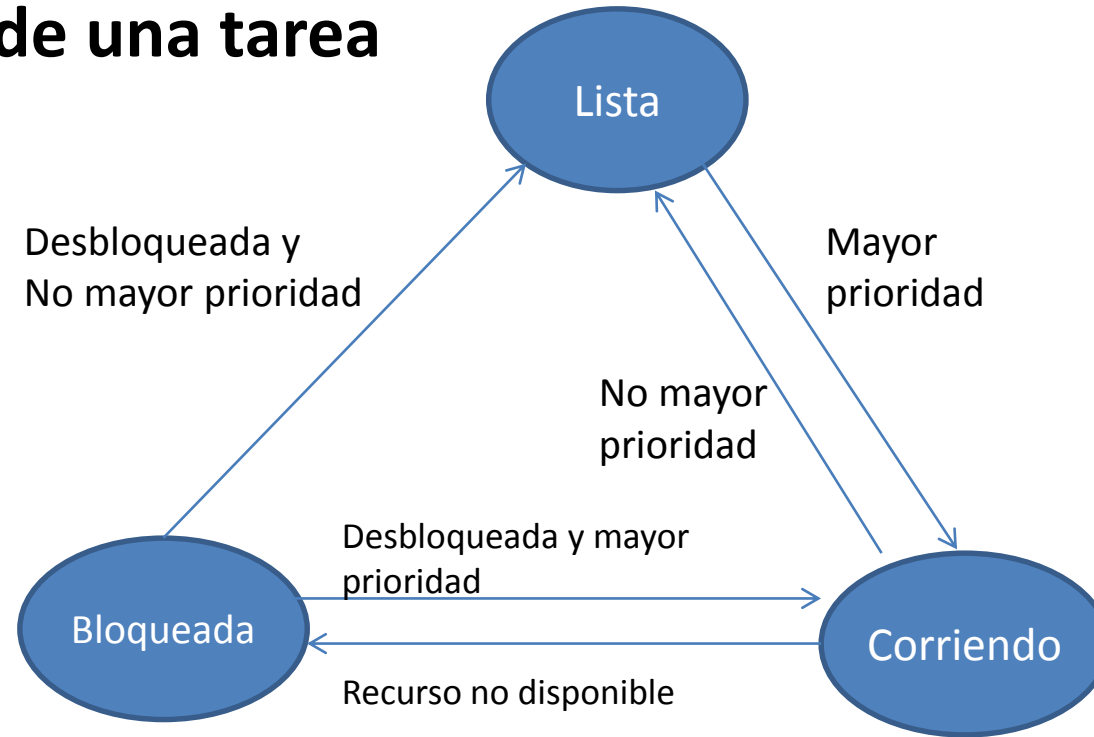 de una tarea
Lista
Desbloqueada y
No mayor prioridad
Mayor
prioridad
No mayor
prioridad
Desbloqueada y mayor
prioridad
Bloqueada
Corriendo
Recurso no disponible